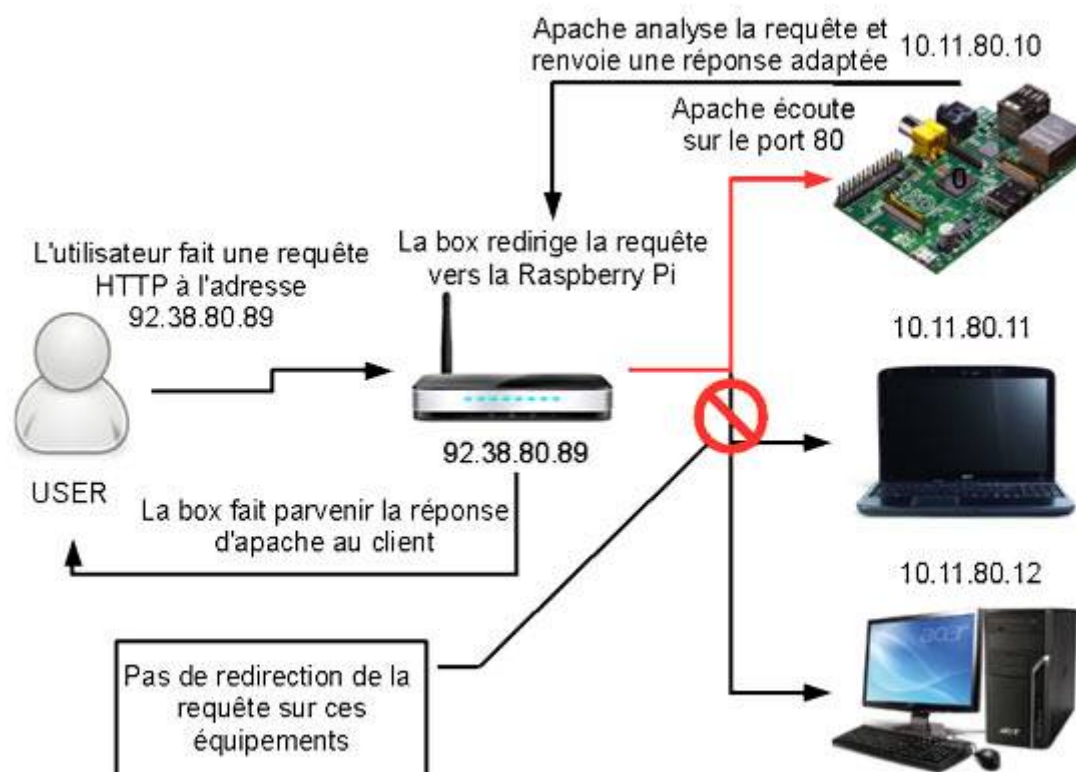 Apache analyse la requête et
renvoie une réponse adaptée
10.11.80.10
Apache écoute
sur le port 80
0
La box redirige la requête
vers la Raspberry Pi
L'utilisateur fait une requête
HTTP à l'adresse
92.38.80.89
10.11.80.11
92.38.80.89
USER
La box fait parvenir la réponse
d'apache au client
10.11.80.12
acer
Pas de redirection de la
requête sur ces
équipements